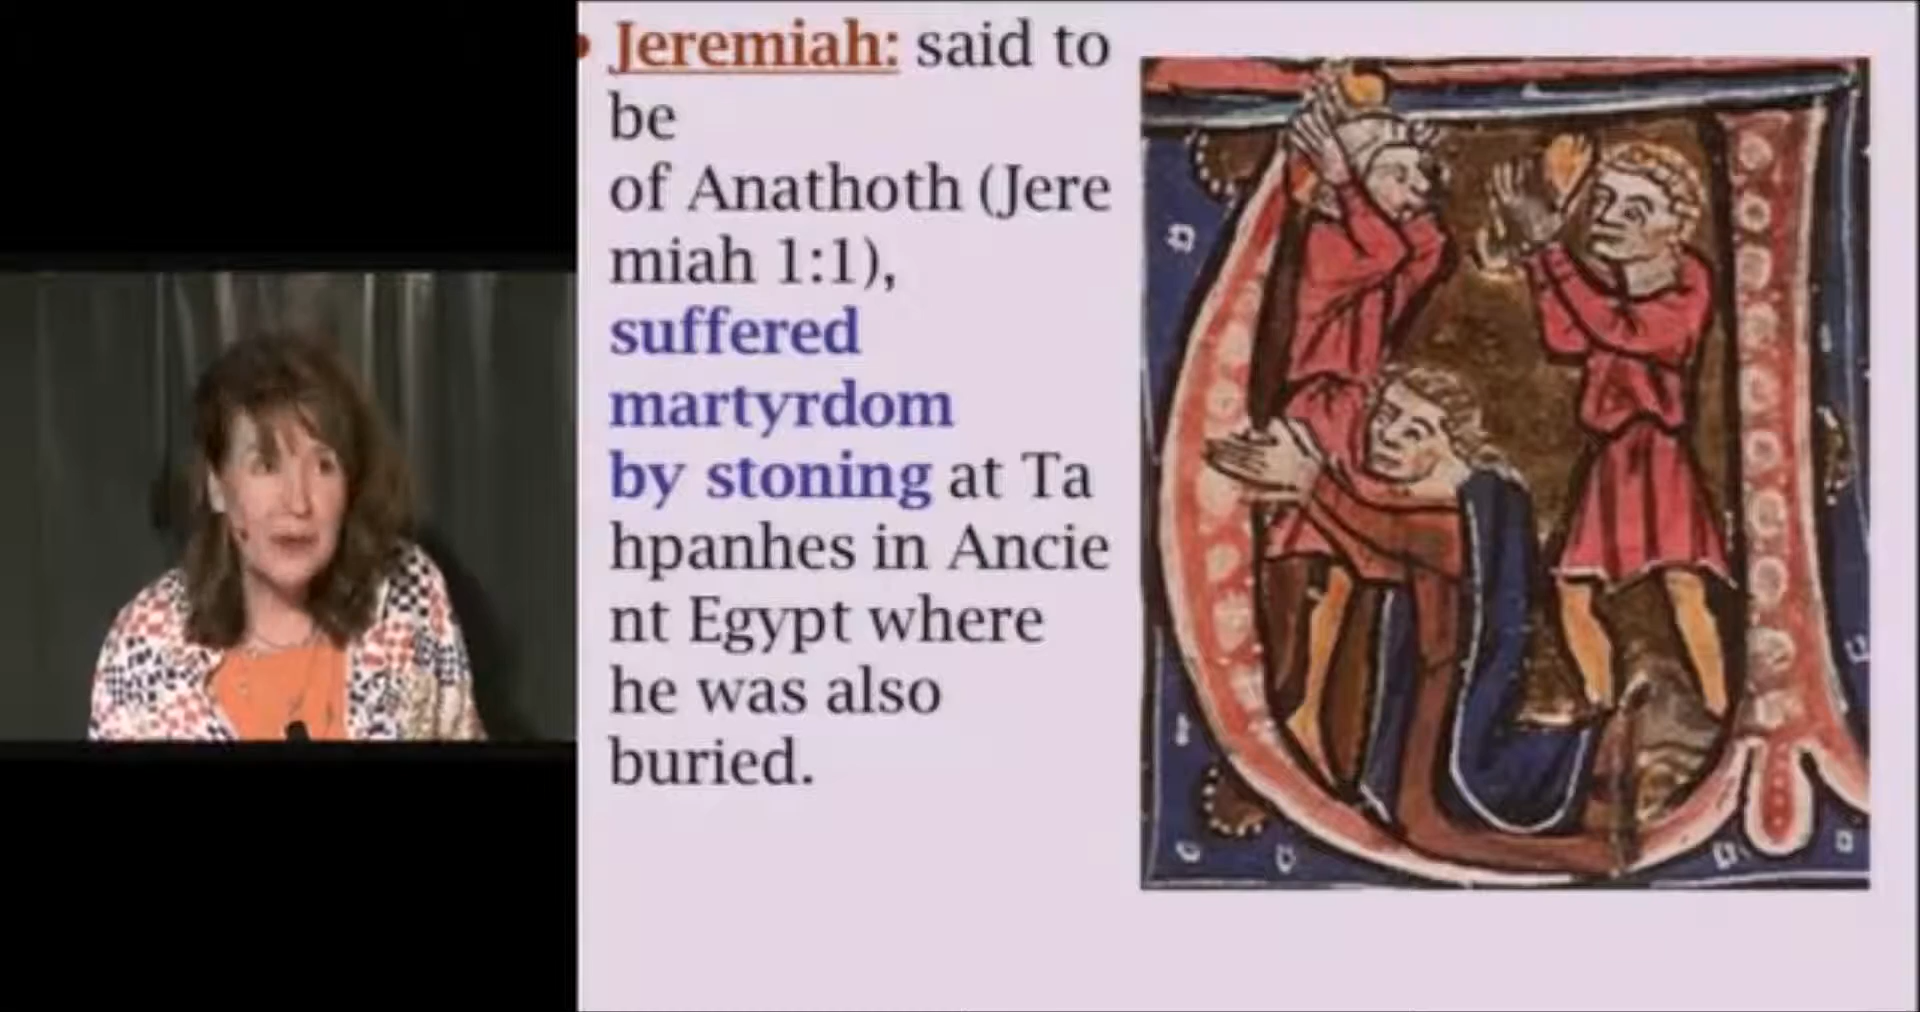 • Jeremiah: said to
be
of Anathoth (Jere
miah 1:1),
suffered
martyrdom
by stoning at Ta
hpanhes in Ancie
nt Egypt where
he was also
buried.